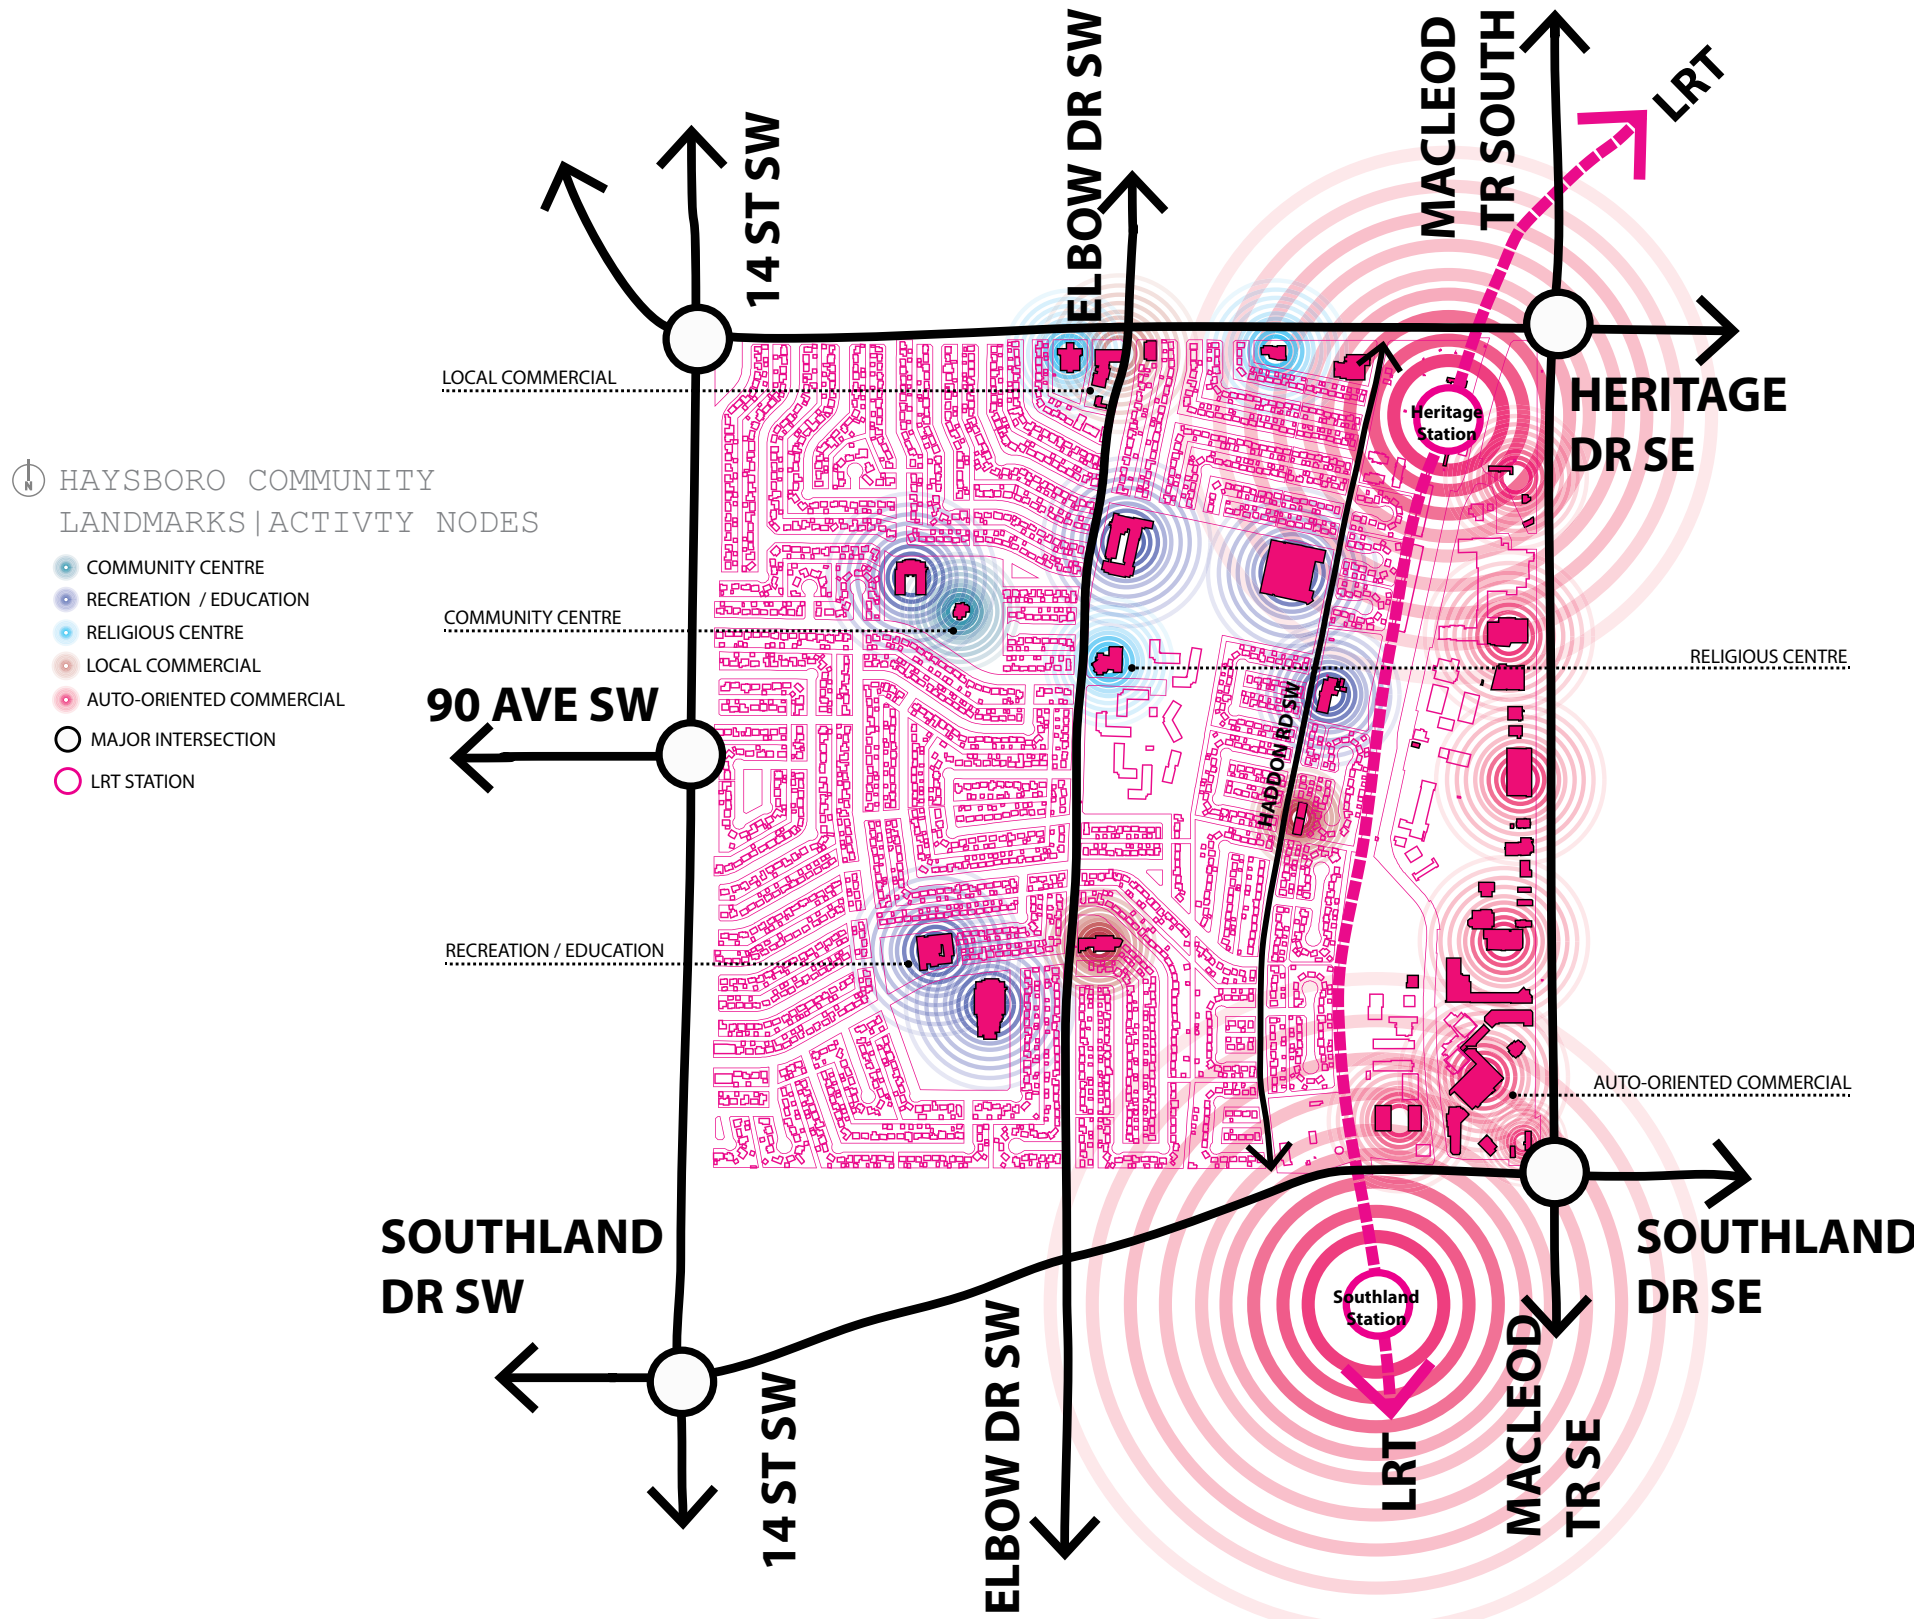 MACLEOD
TR SOUTH
LRT
ELBOW DR SW
14 ST SW
LOCAL COMMERCIAL
HERITAGE
DR SE
Heritage
Station
N
HAYSBORO COMMUNITY
LANDMARKS|ACTIVTY NODES
COMMUNITY CENTRE
RECREATION / EDUCATION
RELIGIOUS CENTRE
LOCAL COMMERCIAL
AUTO-ORIENTED COMMERCIAL
MAJOR INTERSECTION
LRT STATION
COMMUNITY CENTRE
RELIGIOUS CENTRE
90 AVE SW
HADDON RD SW
RECREATION / EDUCATION
AUTO-ORIENTED COMMERCIAL
SOUTHLAND
DR SW
SOUTHLAND
DR SE
Southland
Station
14 ST SW
ELBOW DR SW
LRT
MACLEOD
TR SE